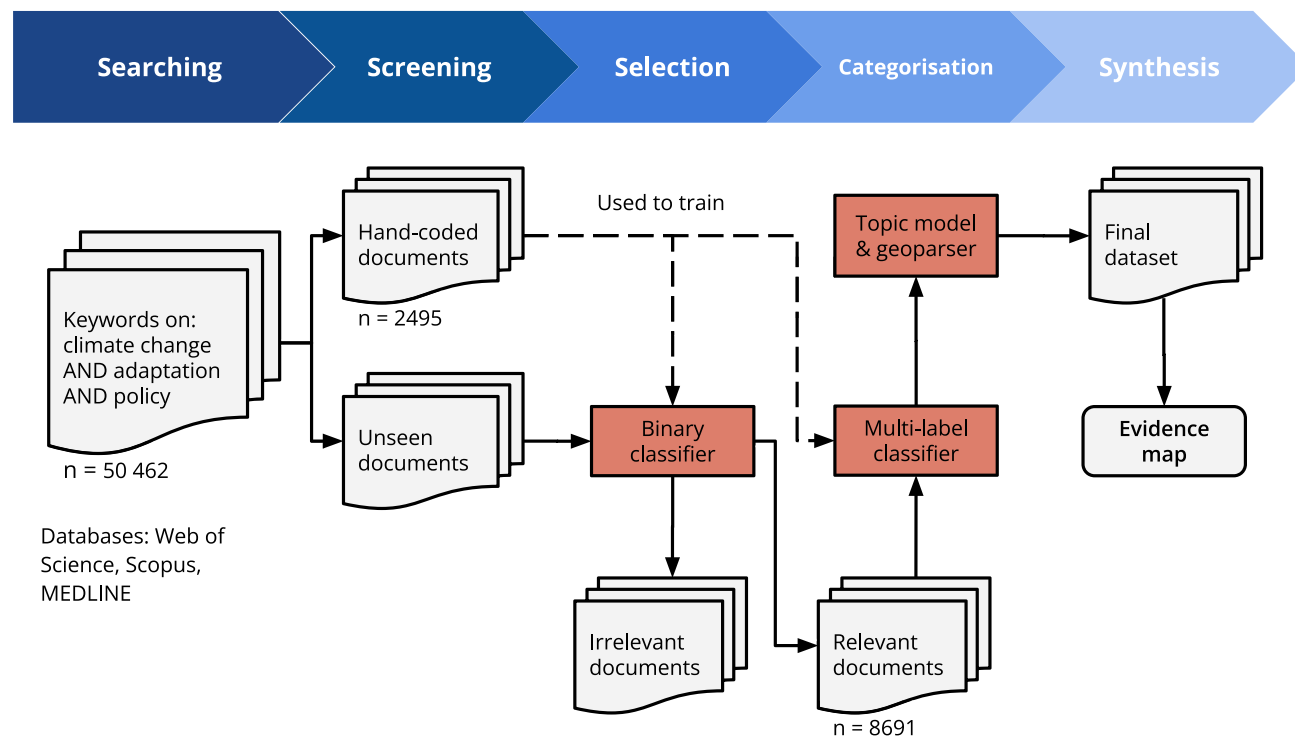 Searching
Screening
Selection
Categorisation
Synthesis
Keywords on:
climate change
AND adaptation
AND policy
n = 50 462
Databases: Web of
Science, Scopus,
MEDLINE
Hand-coded
documents
n = 2495
Unseen
documents
Used to train
Binary
classifier
Irrelevant
documents
Topic model
& geoparser
Multi-label
classifier
Relevant
documents
n = 8691
Final
dataset
Evidence
map